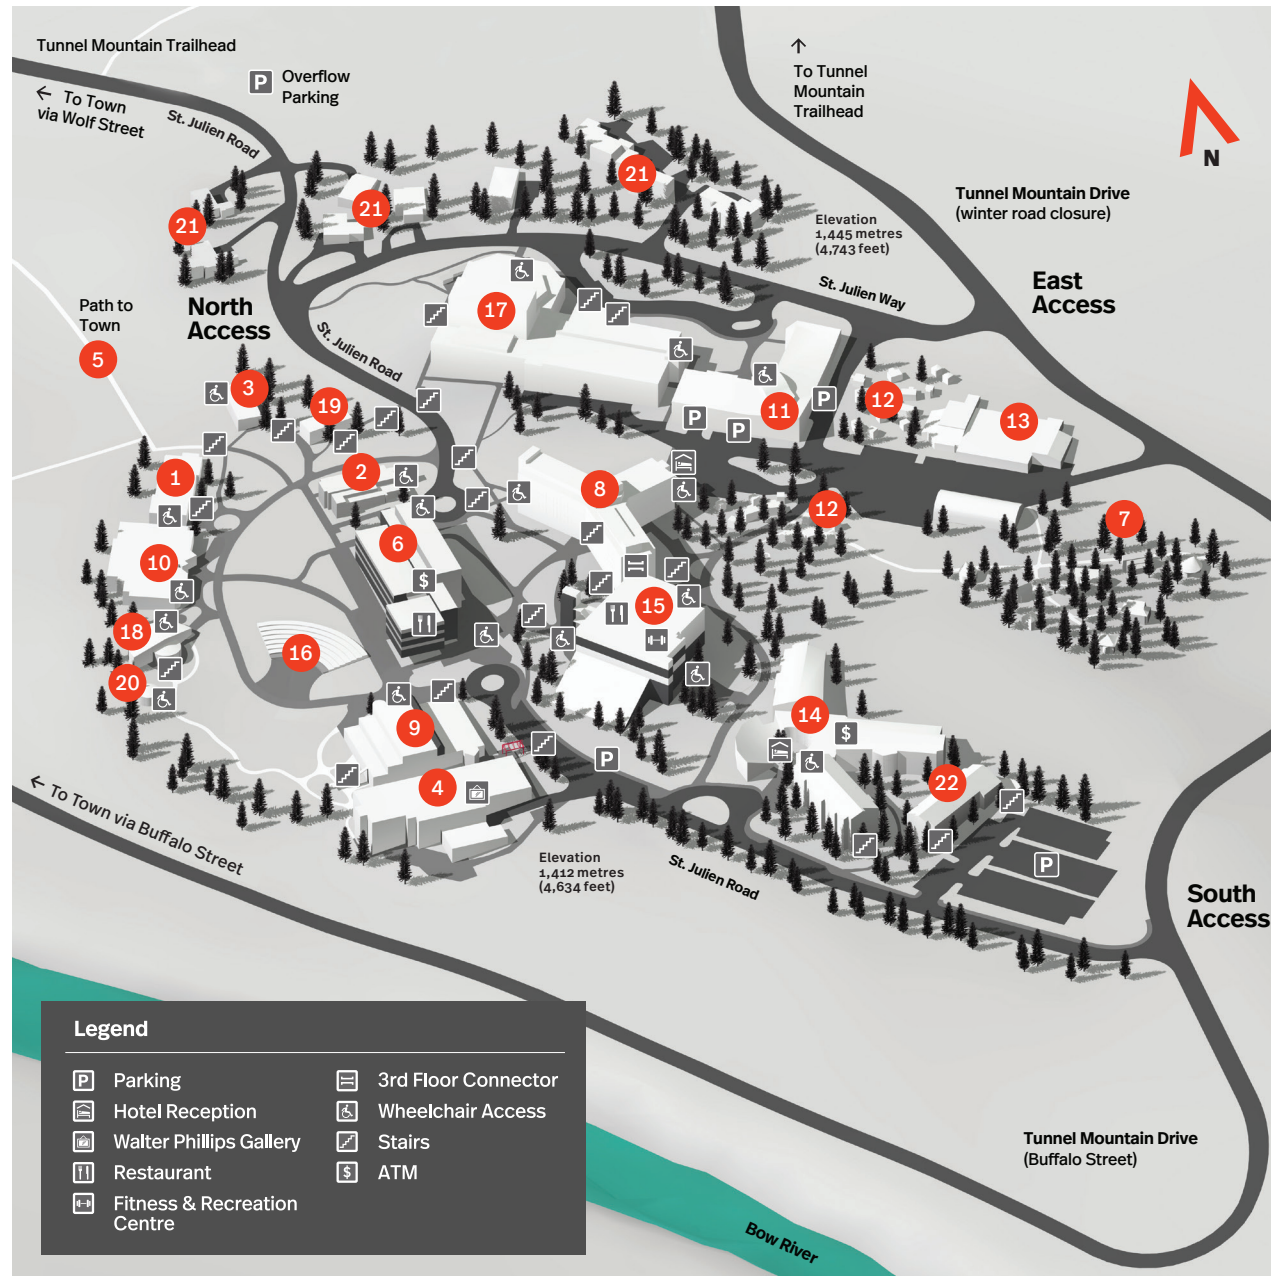 Tunnel Mountain Trailhead
P
Overflow
Parking
To Town
via Wolf Street
St. Julien Road
To Tunnel
Mountain
Trailhead
N
Tunnel Mountain Drive
(winter road closure)
21
21
21
Elevation
1,445 metres
(4,743 feet)
St. Julien Way
East
Access
North
Access
Path to
Town
5
St. Julien Road
17
3
19
11
P
P
P
12
13
1
2
8
12
7
6
$
10
15
18
16
20
9
14
$
4
P
22
To Town via Buffalo Street
Elevation
1,412 metres
(4,634 feet)
St. Julien Road
P
South
Access
Legend
P Parking
Hotel Reception
Walter Phillips Gallery
Restaurant
Fitness & Recreation
Centre
3rd Floor Connector
Wheelchair Access
Stairs
$ ATM
Tunnel Mountain Drive
(Buffalo Street)
Bow River